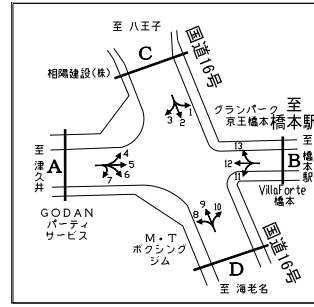 至 八王子
C
国道16号
相陽建設(株)
グランパーク
京王橋本
至
橋本駅
3 2 1
13
12
11
至
津久井
A
4
5
6
7
B
至
橋本駅
Villaforte
橋本
GODAN
パーティ
サービス
M・T
ボクシング
ジム
8 9 10
D
国道16号
至 海老名